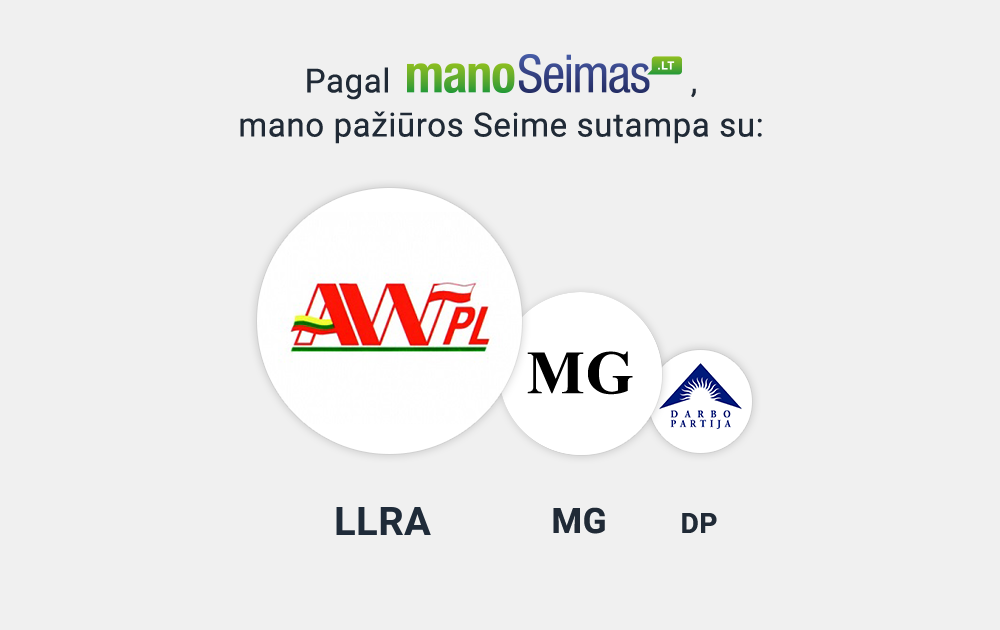 Pagal manoSeimas.LT ,
mano pažiūros Seime sutampa su:
AWPL
MG
DARBO
PARTIJA
LLRA
MG
DP